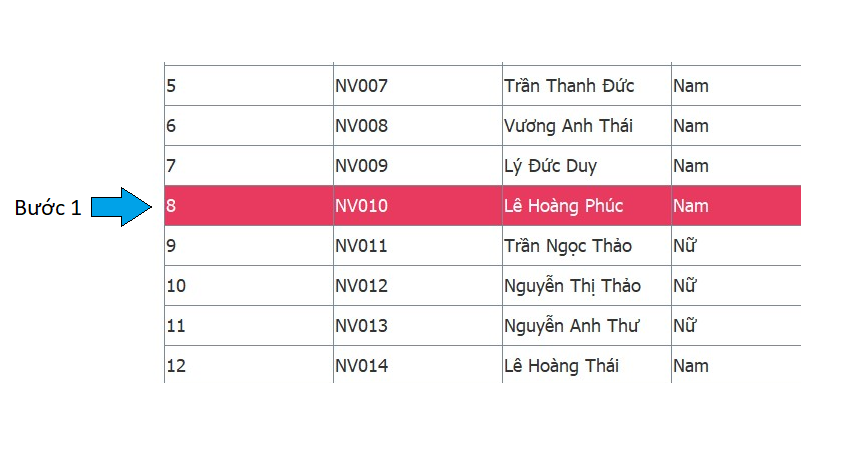 5 NV007 Trần Thanh Đức Nam
6 NV008 Vương Anh Thái Nam
7 NV009 Lý Đức Duy Nam
Bước 1 8 NV010 Lê Hoàng Phúc Nam
9 NV011 Trần Ngọc Thảo Nữ
10 NV012 Nguyễn Thị Thảo Nữ
11 NV013 Nguyễn Anh Thư Nữ
12 NV014 Lê Hoàng Thái Nam